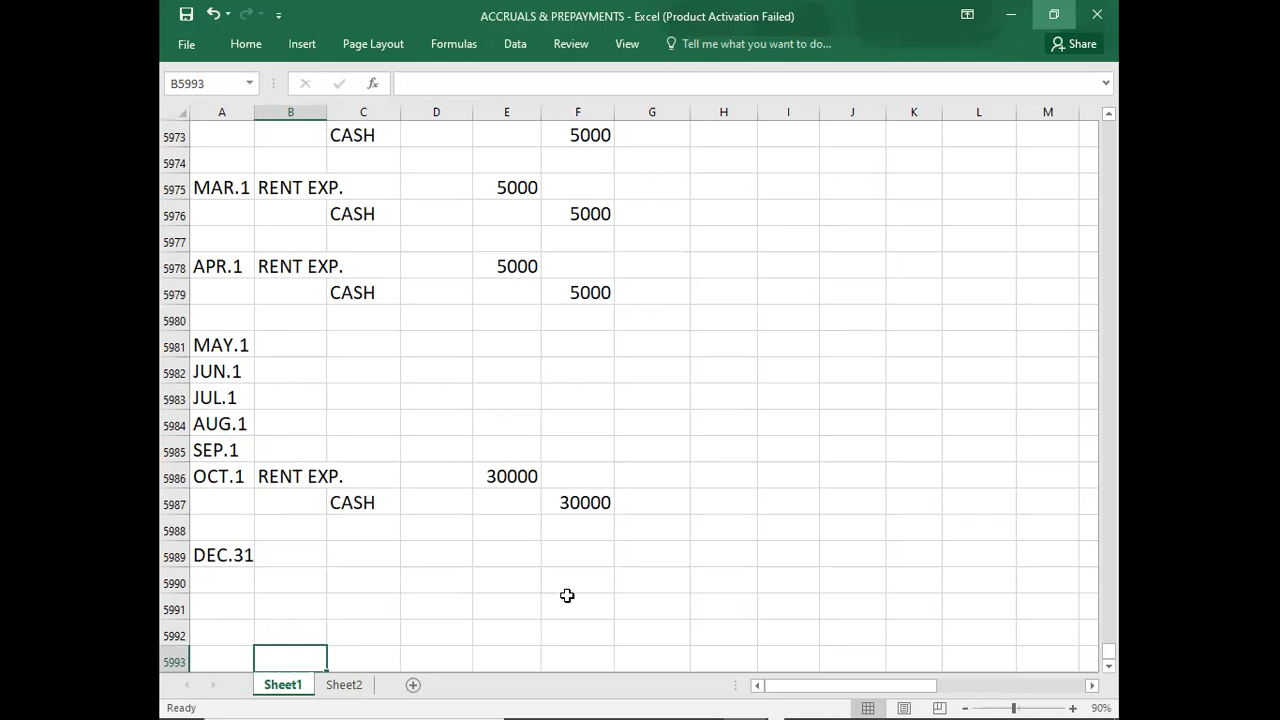 ACCRUALS & PREPAYMENTS - Excel (Product Activation Failed)
File Home Insert Page Layout Formulas Data Review View Tell me what you want to do... Share
B5993 fx
A B C D E F G H I J K L M
5973 CASH 5000
5974
5975 MAR.1 RENT EXP. 5000
5976 CASH 5000
5977
5978 APR.1 RENT EXP. 5000
5979 CASH 5000
5980
5981 MAY.1
5982 JUN.1
5983 JUL.1
5984 AUG.1
5985 SEP.1
5986 OCT.1 RENT EXP. 30000
5987 CASH 30000
5988
5989 DEC.31
5990
5991
5992
5993
Sheet1 Sheet2
Ready 90%